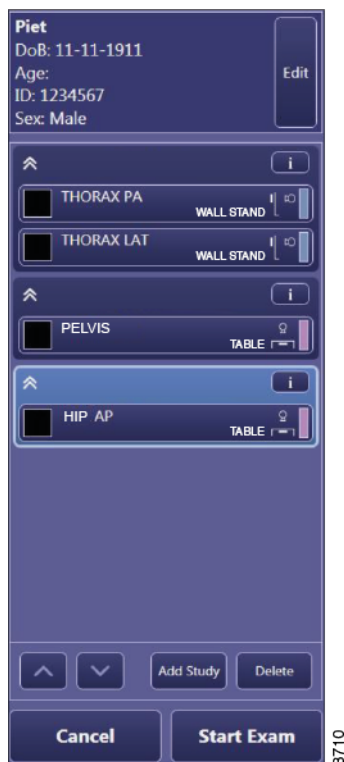 Piet
DoB: 11-11-1911
Age:
ID: 1234567
Sex: Male
Edit
i
THORAX PA
WALL STAND
THORAX LAT
WALL STAND
i
PELVIS
TABLE
i
HIP AP
TABLE
Add Study
Delete
Cancel
Start Exam
3710